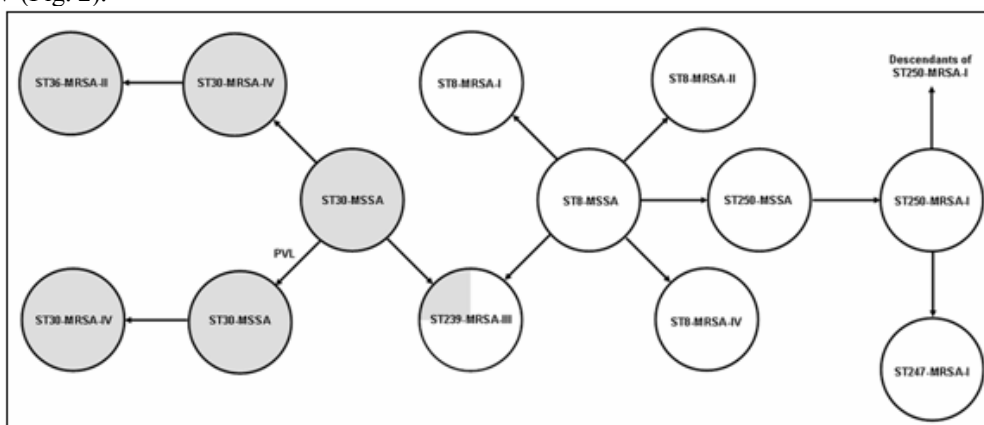 (Fig. 2).
Descendants of
ST250-MRSA-I
ST36-MRSA-II
ST30-MRSA-IV
ST8-MRSA-I
ST8-MRSA-II
ST30-MSSA
ST8-MSSA
ST250-MSSA
ST250-MRSA-I
PVL
ST30-MRSA-IV
ST30-MSSA
ST239-MRSA-III
ST8-MRSA-IV
ST247-MRSA-I